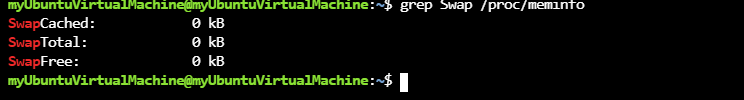 myUbuntuVirtualMachine@myUbuntuVirtualMachine:~$ grep Swap /proc/meminfo
SwapCached:            0 kB
SwapTotal:             0 kB
SwapFree:              0 kB
myUbuntuVirtualMachine@myUbuntuVirtualMachine:~$